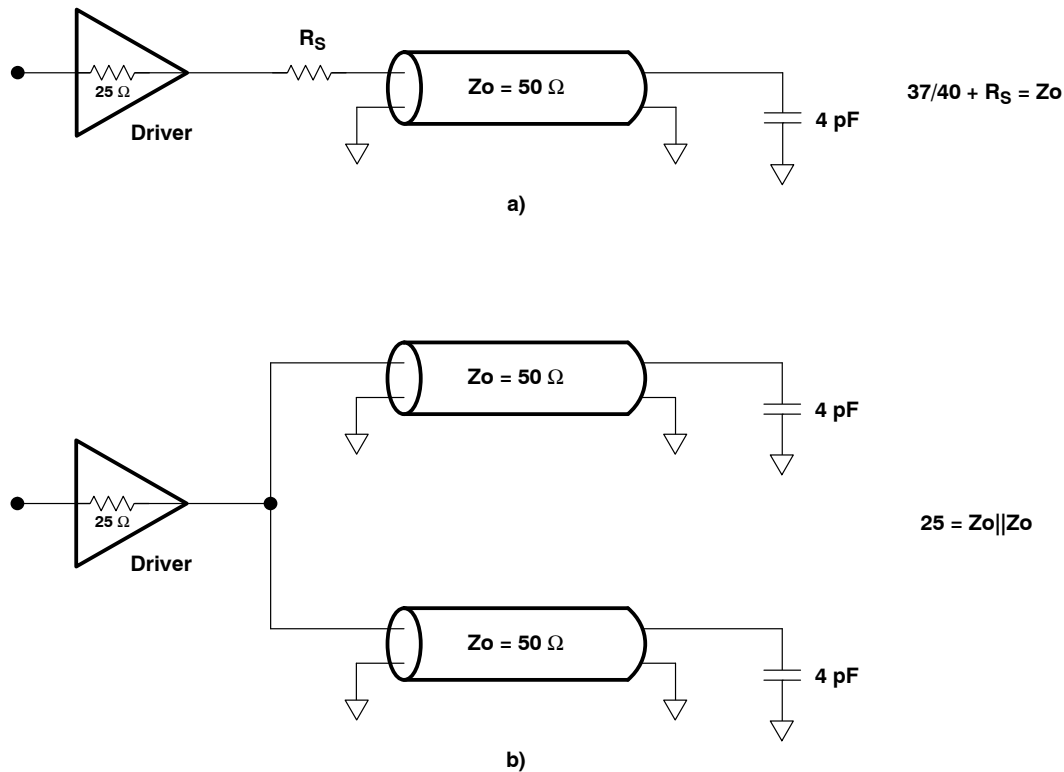 RS
25 Ω
Driver
Zo = 50 Ω
4 pF
37/40 + RS = Zo
a)
Zo = 50 Ω
4 pF
25 Ω
Driver
25 = Zo||Zo
Zo = 50 Ω
4 pF
b)